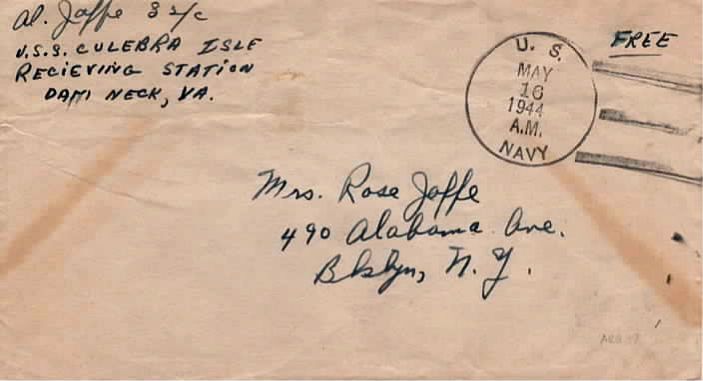 Al. Jaffe S 2/c
U.S.S. CULEBRA ISLE
RECIEVING STATION
DAM NECK, VA.
FREE
U. S.
MAY
16
1944
A.M.
NAVY
Mrs. Rose Jaffe
490 Alabama Ave.
Bklyn, N.Y.